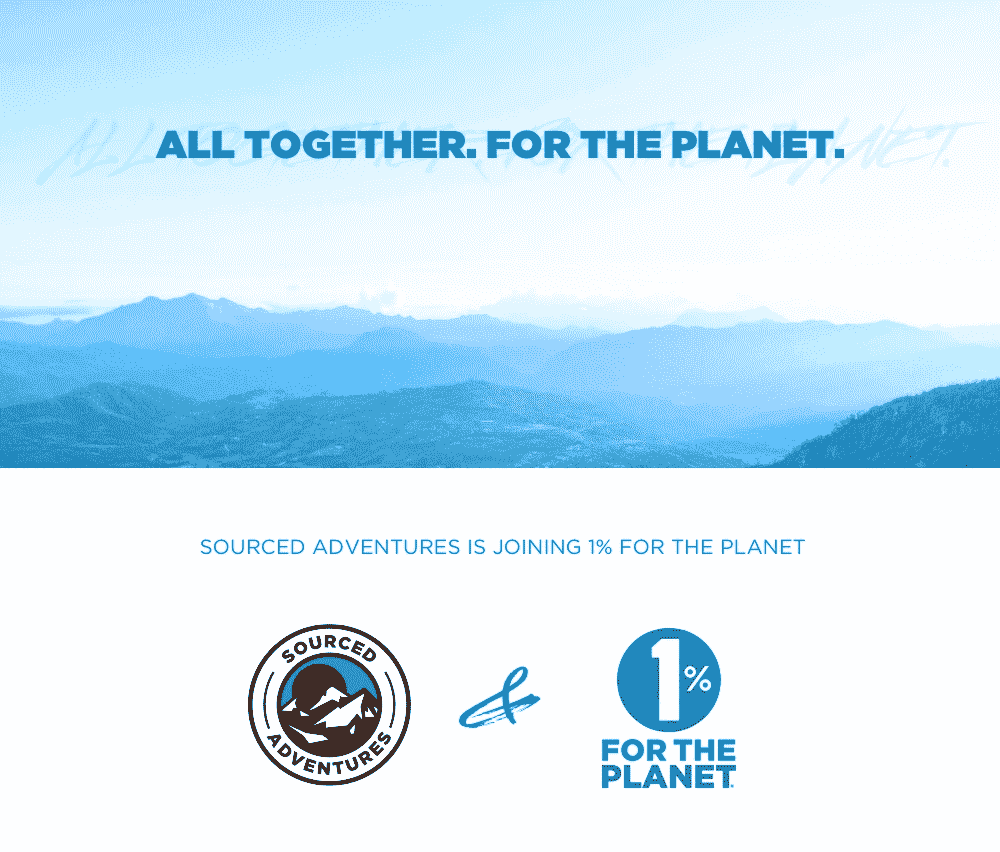 ALL TOGETHER. FOR THE PLANET.
SOURCED ADVENTURES IS JOINING 1% FOR THE PLANET
SOURCED
ADVENTURES
&
1%
FOR THE
PLANET